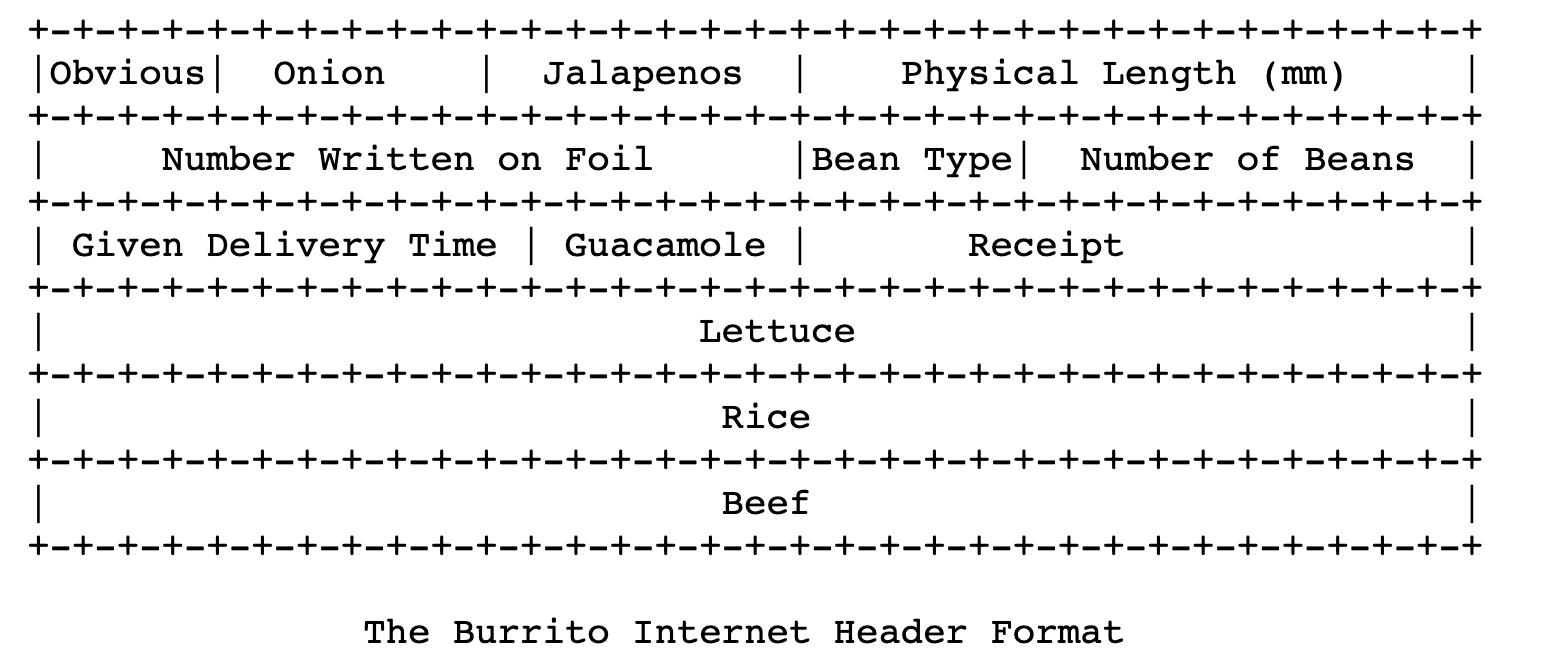 +-+-+-+-+-+-+-+-+-+-+-+-+-+-+-+-+-+-+-+-+-+-+-+-+-+-+-+-+-+-+-+-+
|Obvious|  Onion    |  Jalapenos  |    Physical Length (mm)     |
+-+-+-+-+-+-+-+-+-+-+-+-+-+-+-+-+-+-+-+-+-+-+-+-+-+-+-+-+-+-+-+-+
|     Number Written on Foil      |Bean Type|  Number of Beans  |
+-+-+-+-+-+-+-+-+-+-+-+-+-+-+-+-+-+-+-+-+-+-+-+-+-+-+-+-+-+-+-+-+
| Given Delivery Time | Guacamole |       Receipt               |
+-+-+-+-+-+-+-+-+-+-+-+-+-+-+-+-+-+-+-+-+-+-+-+-+-+-+-+-+-+-+-+-+
|                             Lettuce                           |
+-+-+-+-+-+-+-+-+-+-+-+-+-+-+-+-+-+-+-+-+-+-+-+-+-+-+-+-+-+-+-+-+
|                              Rice                             |
+-+-+-+-+-+-+-+-+-+-+-+-+-+-+-+-+-+-+-+-+-+-+-+-+-+-+-+-+-+-+-+-+
|                              Beef                             |
+-+-+-+-+-+-+-+-+-+-+-+-+-+-+-+-+-+-+-+-+-+-+-+-+-+-+-+-+-+-+-+-+
               The Burrito Internet Header Format